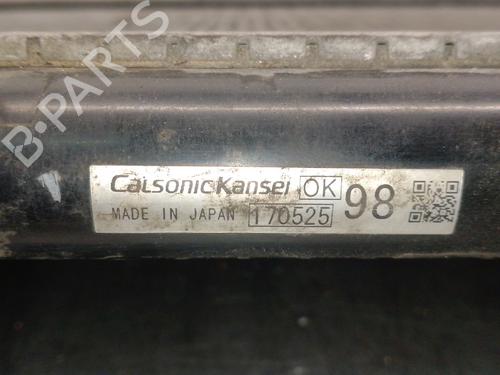 B-PARTS
CalsonicKansei OK
MADE IN JAPAN 170525 98